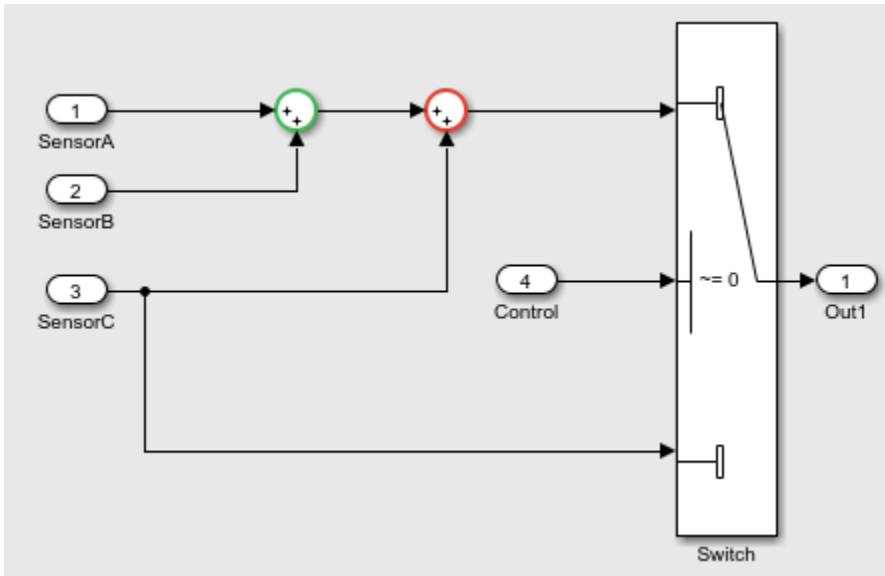 1
SensorA
+
+
+
+
2
SensorB
3
SensorC
4
Control
~= 0
1
Out1
Switch